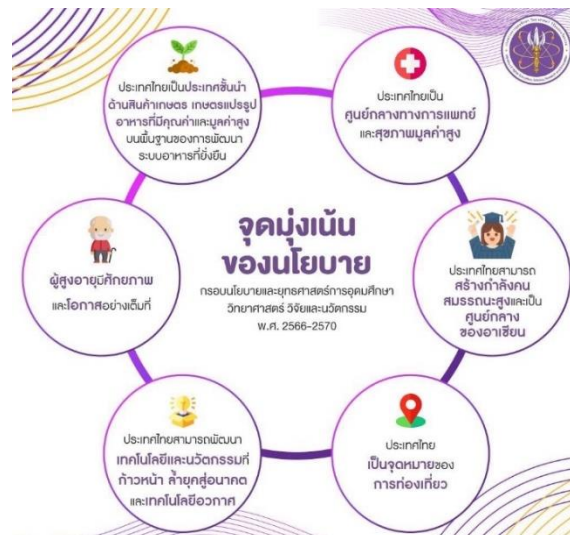 ประเทศไทยเป็นประเทศชั้นนำ
ด้านสินค้าเกษตร เกษตรแปรรูป
อาหารที่มีคุณค่าและมูลค่าสูง
บนพื้นฐานของการพัฒนา
ระบบอาหารที่ยั่งยืน
ประเทศไทยเป็น
ศูนย์กลางทางการแพทย์
และสุขภาพมูลค่าสูง
ผู้สูงอายุมีศักยภาพ
และโอกาสอย่างเต็มที่
จุดมุ่งเน้น
ของนโยบาย
กรอบนโยบายและยุทธศาสตร์การอุดมศึกษา
วิทยาศาสตร์ วิจัยและนวัตกรรม
พ.ศ. 2566-2570
ประเทศไทยสามารถ
สร้างกำลังคน
สมรรถนะสูงและเป็น
ศูนย์กลาง
ของอาเซียน
ประเทศไทยสามารถพัฒนา
เทคโนโลยีและนวัตกรรมที่
ก้าวหน้า ล้ำยุคสู่อนาคต
และเทคโนโลยีอวกาศ
ประเทศไทย
เป็นจุดหมายของ
การท่องเที่ยว